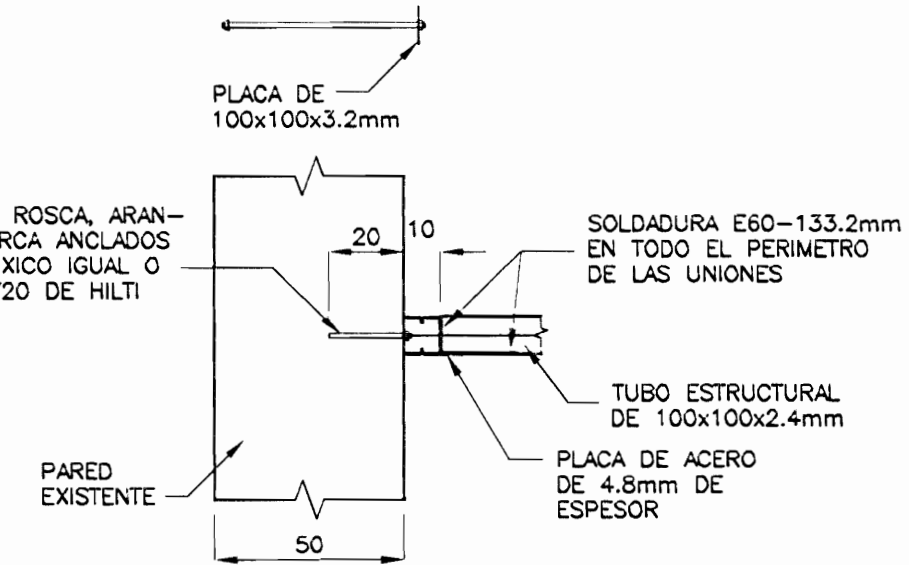 PLACA DE
100x100x3.2mm
ROSCA, ARAN-
RCA ANCLADOS
XICO IGUAL O
20 DE HILTI
20
10
SOLDADURA E60-133.2mm
EN TODO EL PERIMETRO
DE LAS UNIONES
TUBO ESTRUCTURAL
DE 100x100x2.4mm
PLACA DE ACERO
DE 4.8mm DE
ESPESOR
PARED
EXISTENTE
50